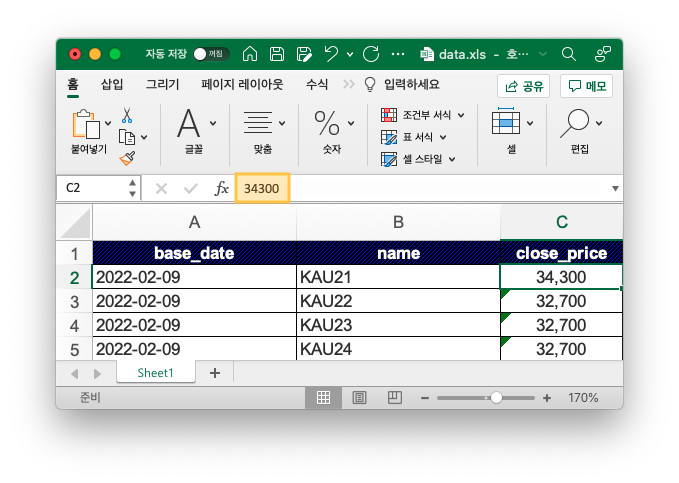 자동 저장 꺼짐 ... data.xls - 호...
홈 삽입 그리기 페이지 레이아웃 수식 >> 입력하세요 공유 메모
붙여넣기 글꼴 맞춤 숫자 조건부 서식 표 서식 셀 스타일 셀 편집
C2 fx 34300
A B C
1 base_date name close_price
2 2022-02-09 KAU21 34,300
3 2022-02-09 KAU22 32,700
4 2022-02-09 KAU23 32,700
5 2022-02-09 KAU24 32,700
Sheet1 +
준비 - + 170%